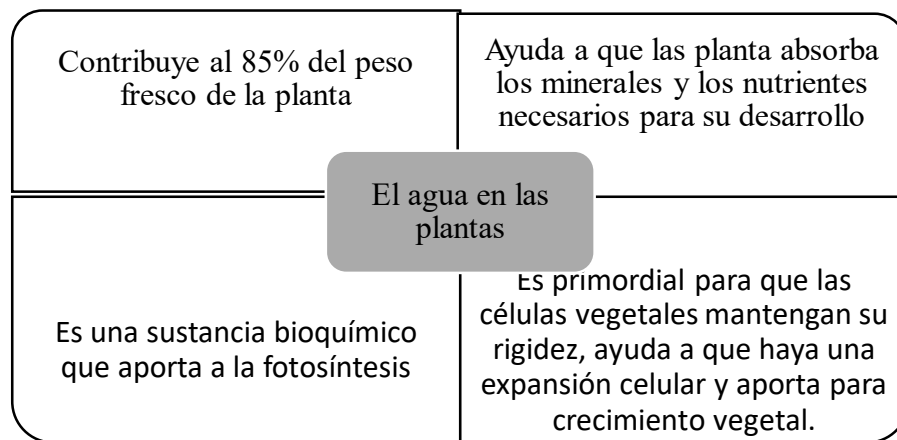 Contribuye al 85% del peso
fresco de la planta
Ayuda a que las planta absorba
los minerales y los nutrientes
necesarios para su desarrollo
El agua en las
plantas
Es una sustancia bioquímico
que aporta a la fotosíntesis
Es primordial para que las
células vegetales mantengan su
rigidez, ayuda a que haya una
expansión celular y aporta para
crecimiento vegetal.